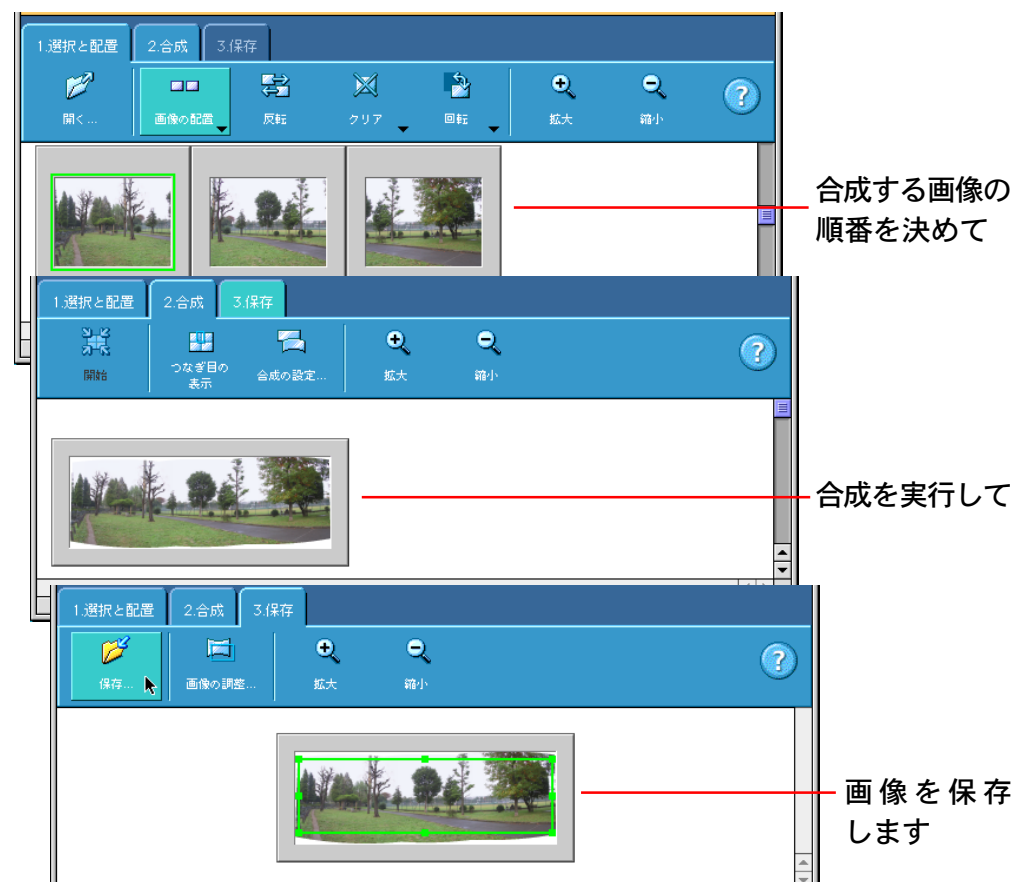 1.選択と配置 2.合成 3.保存
開く... 画像の配置 反転 クリア 回転 拡大 縮小 ?
合成する画像の
順番を決めて
1.選択と配置 2.合成 3.保存
開始 つなぎ目の 合成の設定... 拡大 縮小 ?
表示
合成を実行して
1.選択と配置 2.合成 3.保存
保存... 画像の調整... 拡大 縮小 ?
画像を保存
します